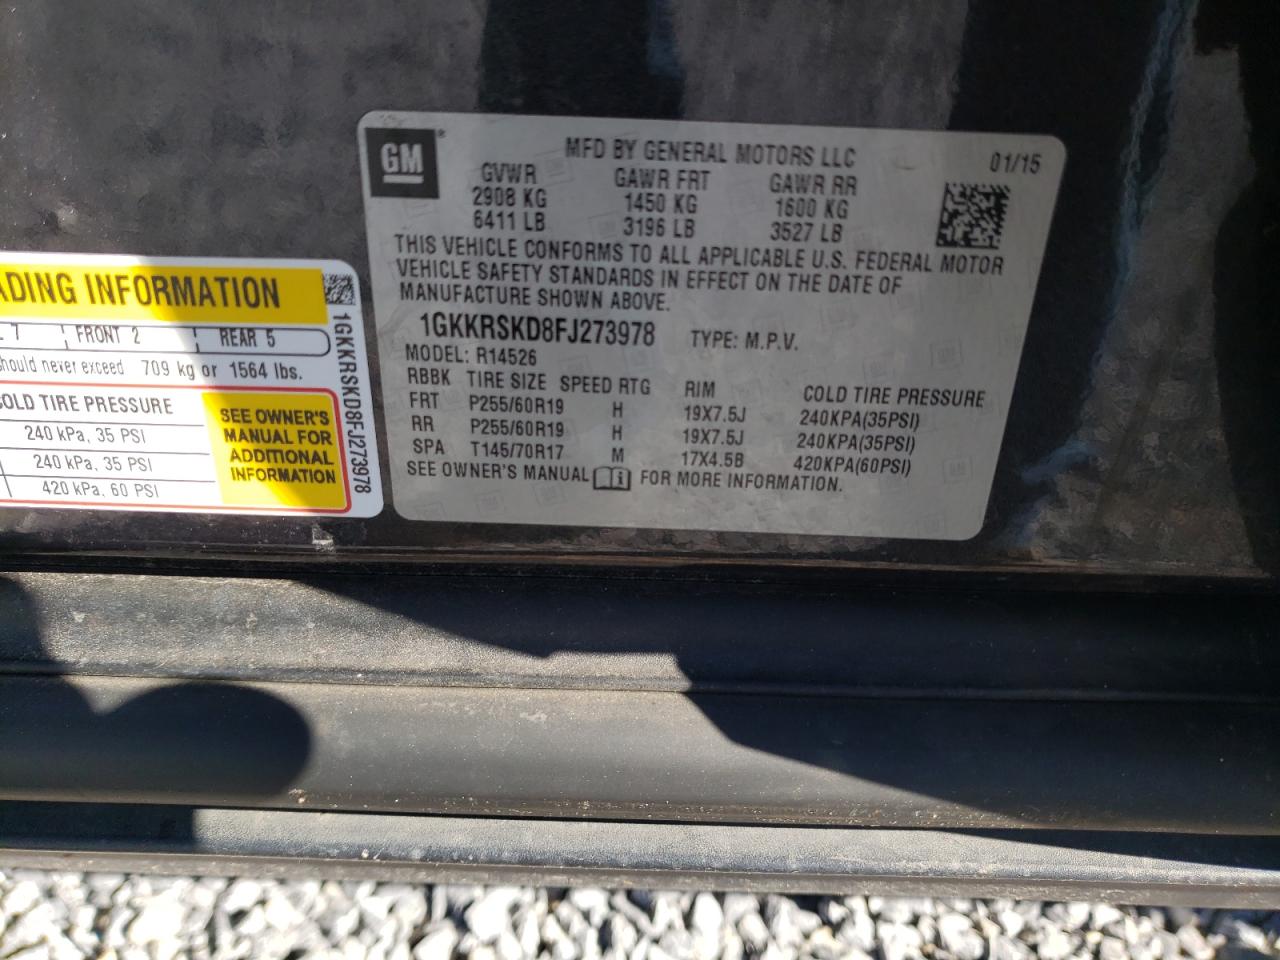 ADING INFORMATION
7 FRONT 2 REAR 5
should never exceed 709 kg or 1564 lbs.
COLD TIRE PRESSURE
240 kPa, 35 PSI
240 kPa, 35 PSI
420 kPa, 60 PSI
SEE OWNER'S
MANUAL FOR
ADDITIONAL
INFORMATION
1GKKRSKD8FJ273978
GM®
MFD BY GENERAL MOTORS LLC 01/15
GVWR GAWR FRT GAWR RR
2908 KG 1450 KG 1600 KG
6411 LB 3196 LB 3527 LB
THIS VEHICLE CONFORMS TO ALL APPLICABLE U.S. FEDERAL MOTOR
VEHICLE SAFETY STANDARDS IN EFFECT ON THE DATE OF
MANUFACTURE SHOWN ABOVE.
1GKKRSKD8FJ273978 TYPE: M.P.V.
MODEL: R14526
RBBK TIRE SIZE SPEED RTG RIM COLD TIRE PRESSURE
FRT P255/60R19 H 19X7.5J 240KPA(35PSI)
RR P255/60R19 H 19X7.5J 240KPA(35PSI)
SPA T145/70R17 M 17X4.5B 420KPA(60PSI)
SEE OWNER'S MANUAL FOR MORE INFORMATION.